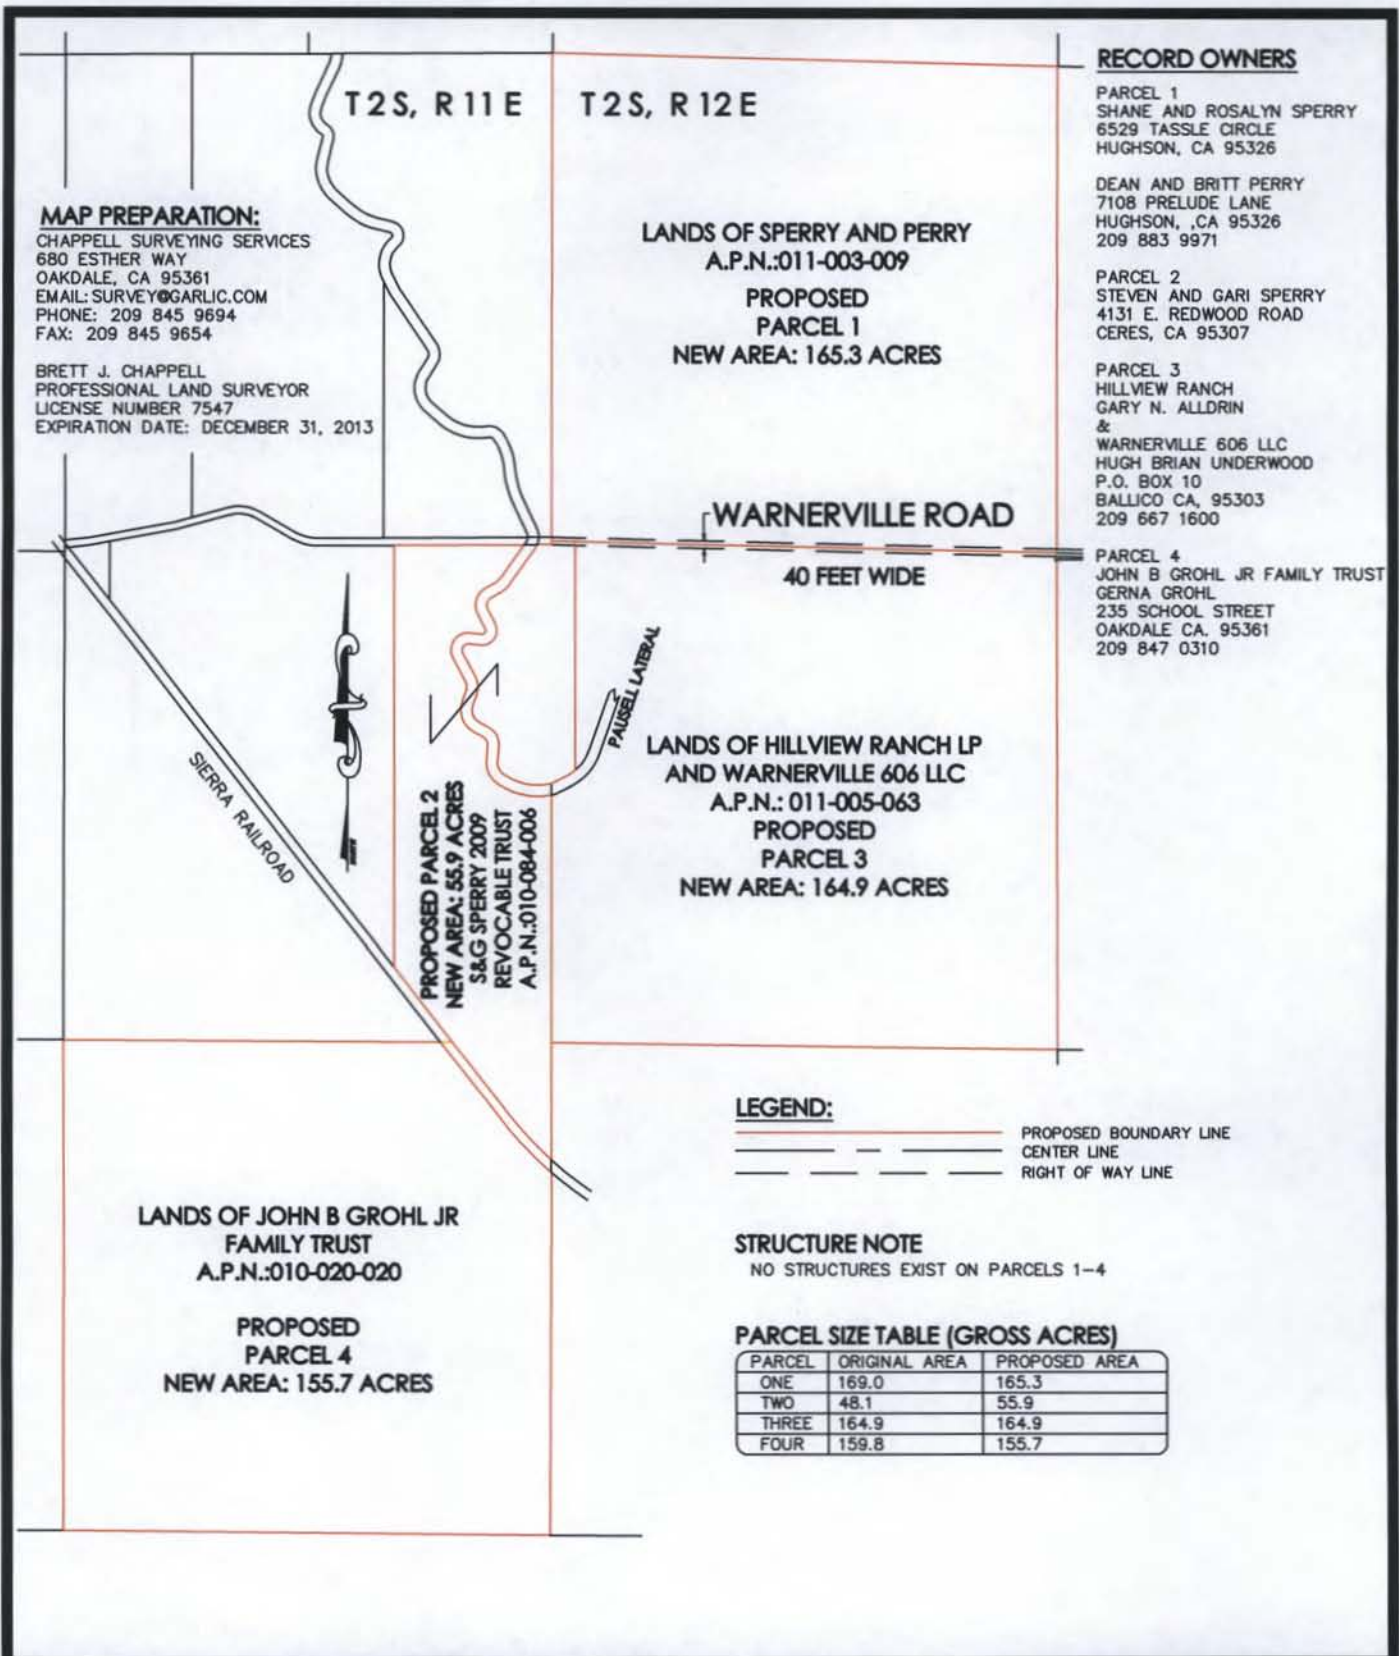 T2S, R11E
T2S, R12E
RECORD OWNERS
PARCEL 1
SHANE AND ROSALYN SPERRY
6529 TASSLE CIRCLE
HUGHSON, CA 95326
DEAN AND BRITT PERRY
7108 PRELUDE LANE
HUGHSON, ,CA 95326
209 883 9971
PARCEL 2
STEVEN AND GARI SPERRY
4131 E. REDWOOD ROAD
CERES, CA 95307
PARCEL 3
HILLVIEW RANCH
GARY N. ALLDRIN
&
WARNERVILLE 606 LLC
HUGH BRIAN UNDERWOOD
P.O. BOX 10
BALLICO CA, 95303
209 667 1600
PARCEL 4
JOHN B GROHL JR FAMILY TRUST
GERNA GROHL
235 SCHOOL STREET
OAKDALE CA. 95361
209 847 0310
MAP PREPARATION:
CHAPPELL SURVEYING SERVICES
680 ESTHER WAY
OAKDALE, CA 95361
EMAIL: SURVEY@GARLIC.COM
PHONE: 209 845 9694
FAX: 209 845 9654
BRETT J. CHAPPELL
PROFESSIONAL LAND SURVEYOR
LICENSE NUMBER 7547
EXPIRATION DATE: DECEMBER 31, 2013
LANDS OF SPERRY AND PERRY
A.P.N.:011-003-009
PROPOSED
PARCEL 1
NEW AREA: 165.3 ACRES
WARNERVILLE ROAD
40 FEET WIDE
PAUSELL LATERAL
SIERRA RAILROAD
PROPOSED PARCEL 2
NEW AREA: 55.9 ACRES
S&G SPERRY 2009
REVOCABLE TRUST
A.P.N.:010-084-006
LANDS OF HILLVIEW RANCH LP
AND WARNERVILLE 606 LLC
A.P.N.: 011-005-063
PROPOSED
PARCEL 3
NEW AREA: 164.9 ACRES
LANDS OF JOHN B GROHL JR
FAMILY TRUST
A.P.N.:010-020-020
PROPOSED
PARCEL 4
NEW AREA: 155.7 ACRES
LEGEND:
PROPOSED BOUNDARY LINE
CENTER LINE
RIGHT OF WAY LINE
STRUCTURE NOTE
NO STRUCTURES EXIST ON PARCELS 1-4
PARCEL SIZE TABLE (GROSS ACRES)
PARCEL ORIGINAL AREA PROPOSED AREA
ONE 169.0 165.3
TWO 48.1 55.9
THREE 164.9 164.9
FOUR 159.8 155.7